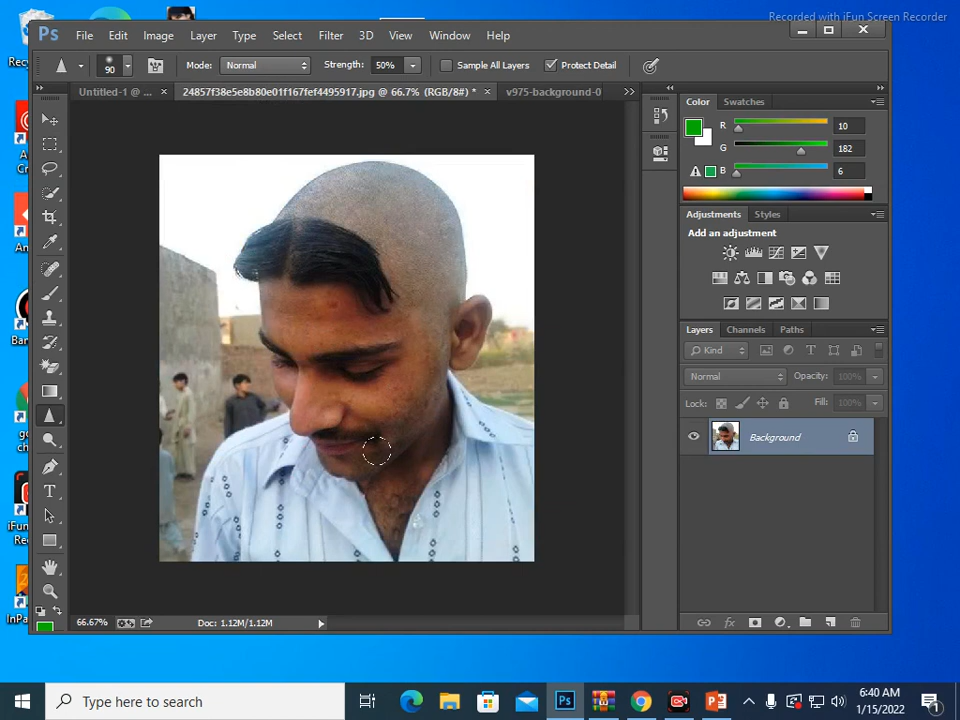 Recorded with iFun Screen Recorder
Ps File Edit Image Layer Type Select Filter 3D View Window Help
90 Mode: Normal Strength: 50% Sample All Layers Protect Detail
Untitled-1 @ ... × 24857f38e5e8b80e01f167fef4495917.jpg @ 66.7% (RGB/8#) * × v975-background-0
Color Swatches
R 10
G 182
B 6
Adjustments Styles
Add an adjustment
Layers Channels Paths
Kind
Normal Opacity: 100%
Lock: Fill: 100%
Background
66.67% Doc: 1.12M/1.12M
Type here to search
Ps
6:40 AM
1/15/2022
1